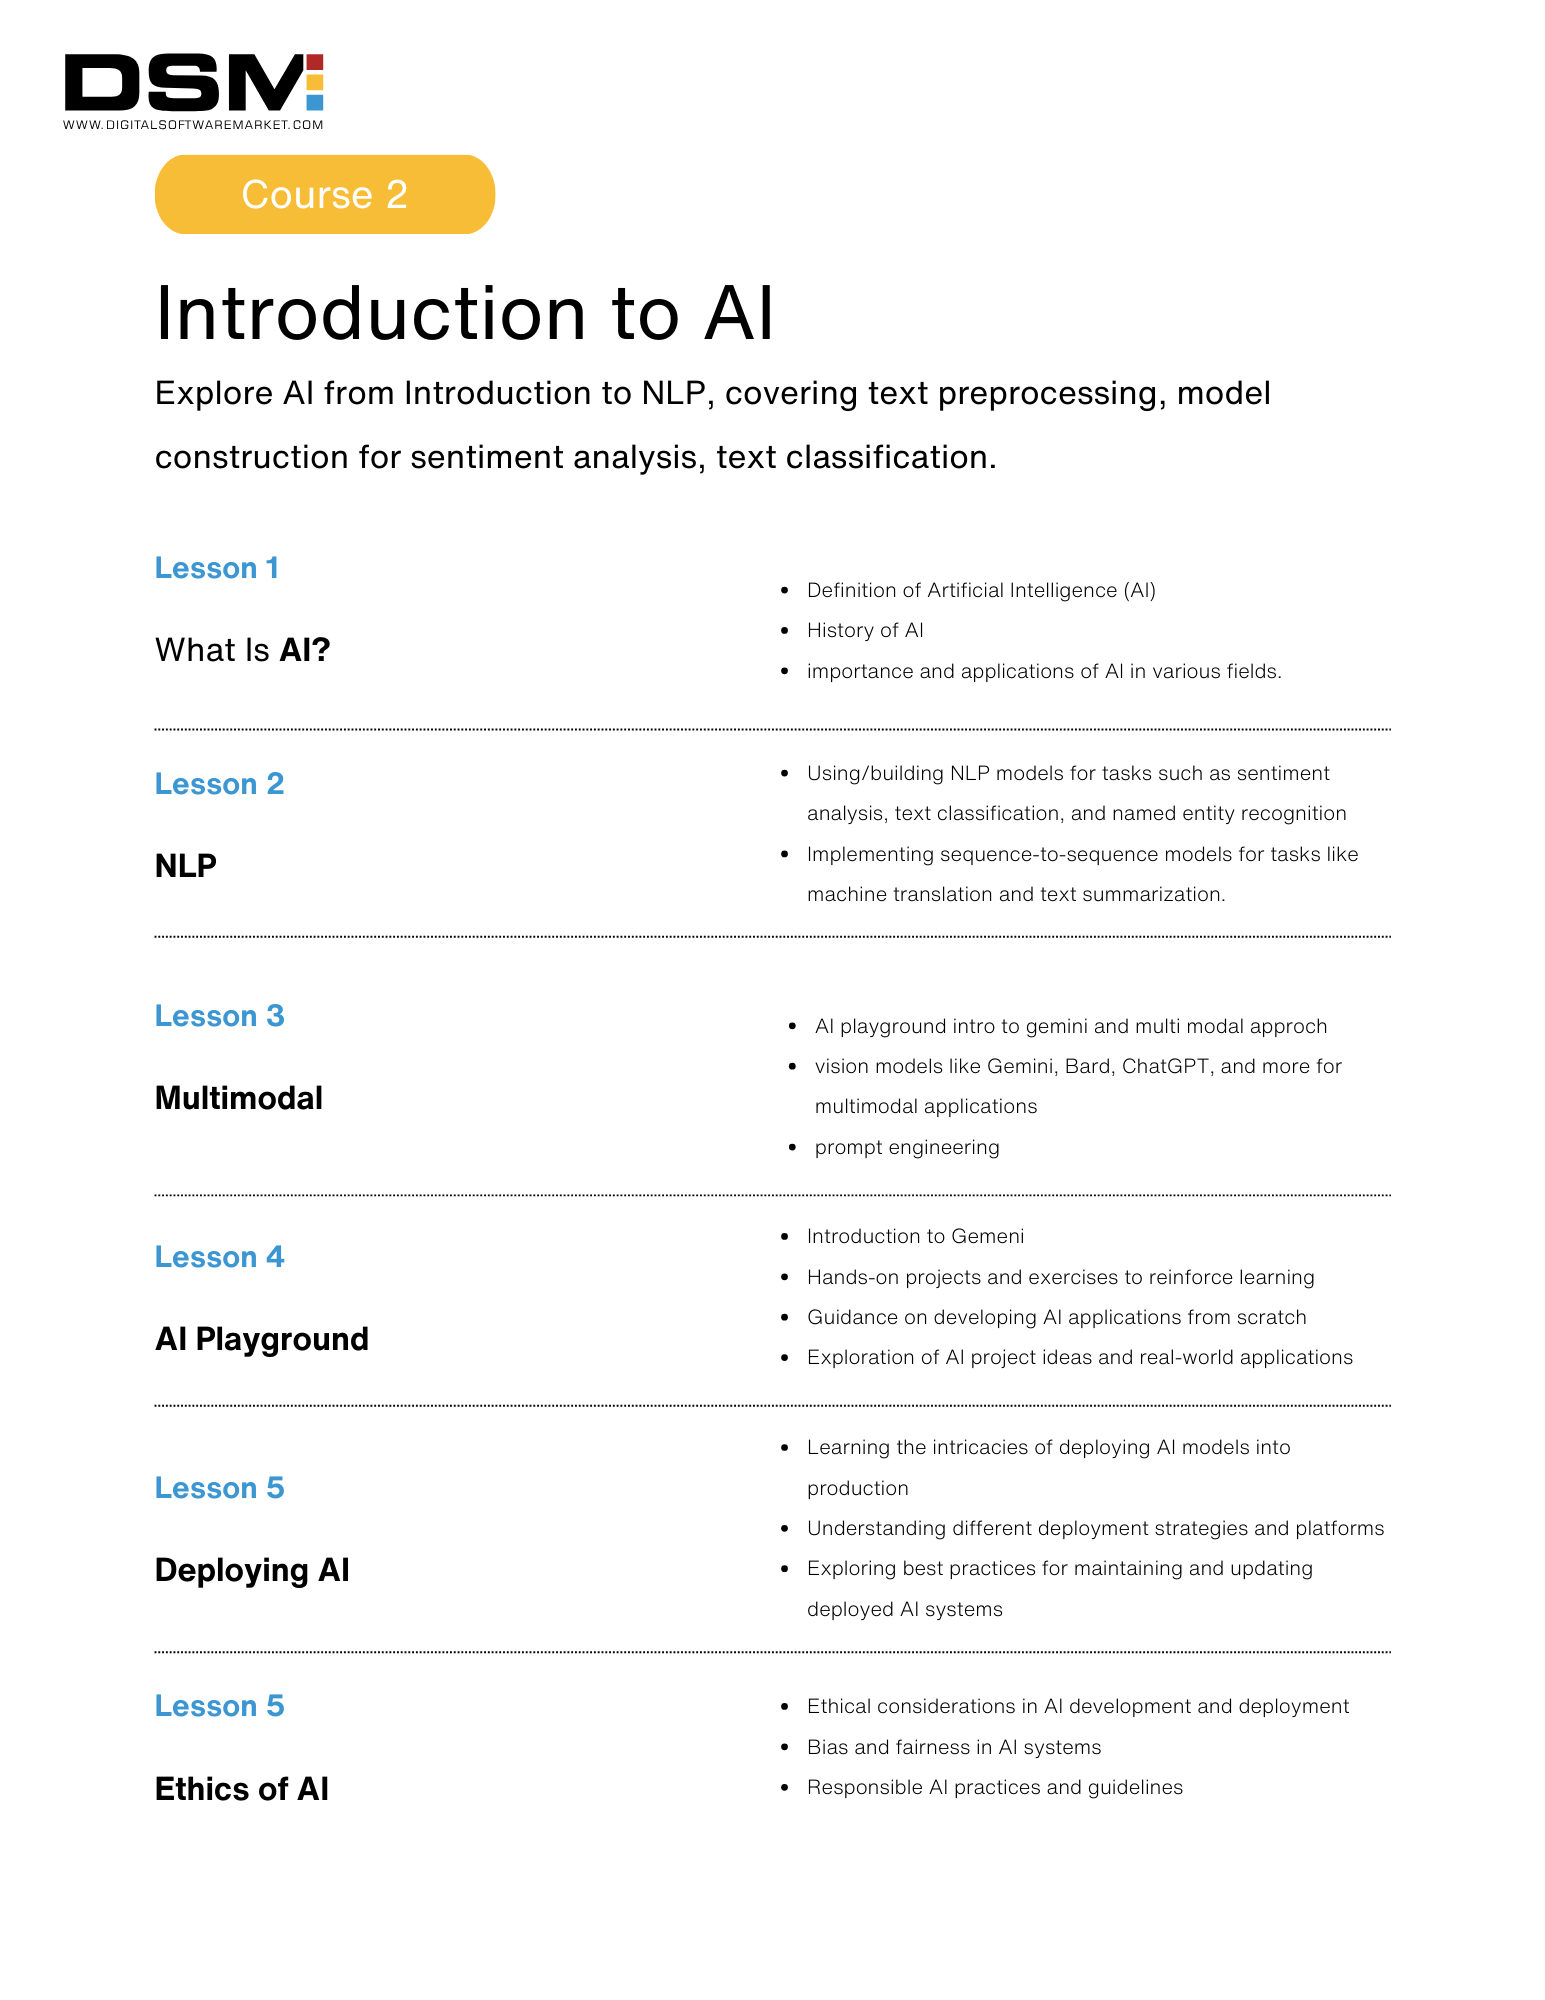 DSM
WWW.DIGITALSOFTWAREMARKET.COM
Course 2
Introduction to AI
Explore AI from Introduction to NLP, covering text preprocessing, model
construction for sentiment analysis, text classification.
Lesson 1
What Is AI?
• Definition of Artificial Intelligence (AI)
• History of AI
• importance and applications of AI in various fields.
Lesson 2
NLP
• Using/building NLP models for tasks such as sentiment
analysis, text classification, and named entity recognition
• Implementing sequence-to-sequence models for tasks like
machine translation and text summarization.
Lesson 3
Multimodal
• AI playground intro to gemini and multi modal approch
• vision models like Gemini, Bard, ChatGPT, and more for
multimodal applications
• prompt engineering
Lesson 4
AI Playground
• Introduction to Gemeni
• Hands-on projects and exercises to reinforce learning
• Guidance on developing AI applications from scratch
• Exploration of AI project ideas and real-world applications
Lesson 5
Deploying AI
• Learning the intricacies of deploying AI models into
production
• Understanding different deployment strategies and platforms
• Exploring best practices for maintaining and updating
deployed AI systems
Lesson 5
Ethics of AI
• Ethical considerations in AI development and deployment
• Bias and fairness in AI systems
• Responsible AI practices and guidelines